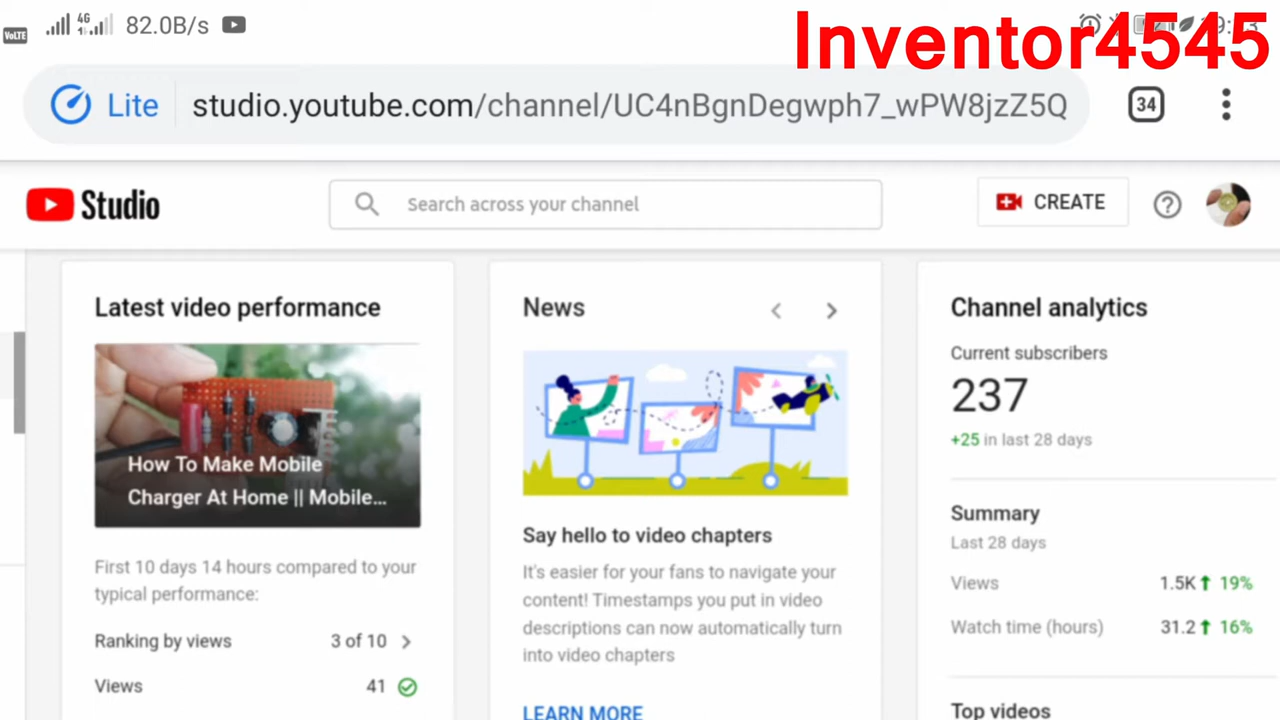 VoLTE 4G 82.0B/s
Inventor4545
Lite studio.youtube.com/channel/UC4nBgnDegwph7_wPW8jzZ5Q 34
Studio
Search across your channel
CREATE
Latest video performance
How To Make Mobile
Charger At Home || Mobile...
First 10 days 14 hours compared to your
typical performance:
Ranking by views 3 of 10
Views 41
News
Say hello to video chapters
It's easier for your fans to navigate your
content! Timestamps you put in video
descriptions can now automatically turn
into video chapters
LEARN MORE
Channel analytics
Current subscribers
237
+25 in last 28 days
Summary
Last 28 days
Views 1.5K 19%
Watch time (hours) 31.2 16%
Top videos